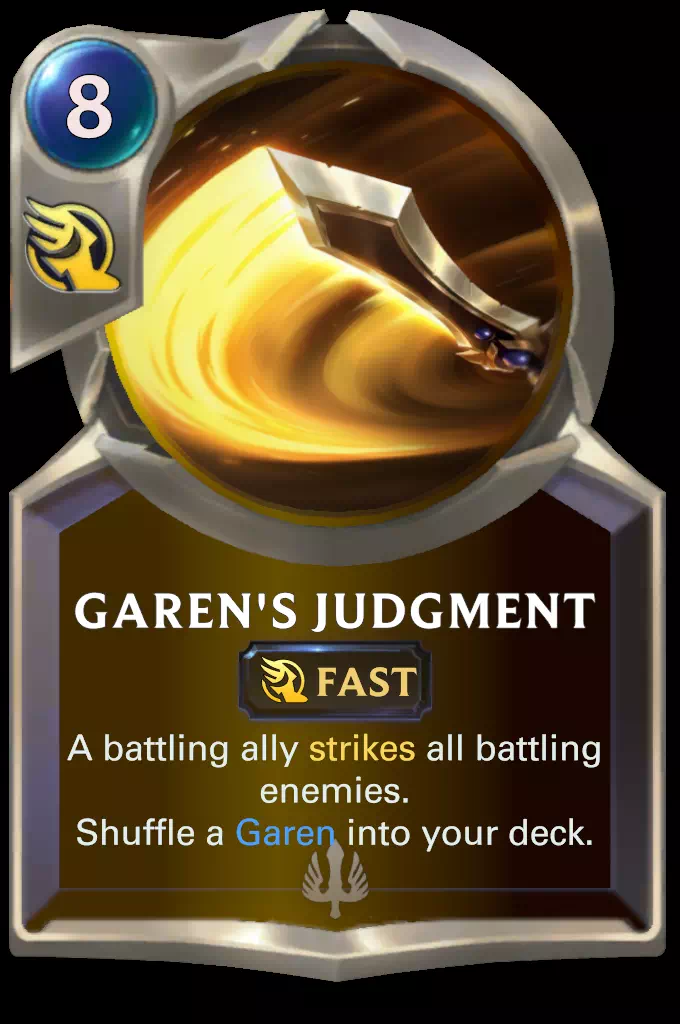 8
GAREN'S JUDGMENT
FAST
A battling ally strikes all battling
enemies.
Shuffle a Garen into your deck.